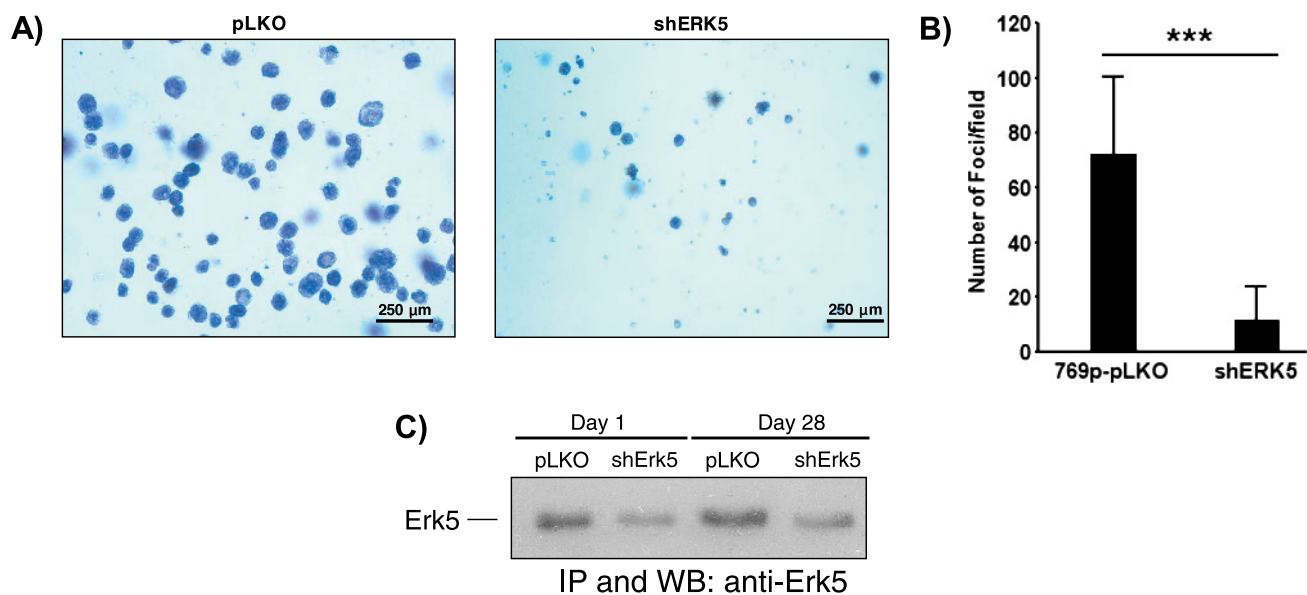 A)
pLKO
shERK5
250 µm
250 µm
B)
***
120
100
80
60
40
20
0
Number of Foci/field
769p-pLKO
shERK5
C)
Day 1
Day 28
pLKO
shErk5
pLKO
shErk5
Erk5
IP and WB: anti-Erk5